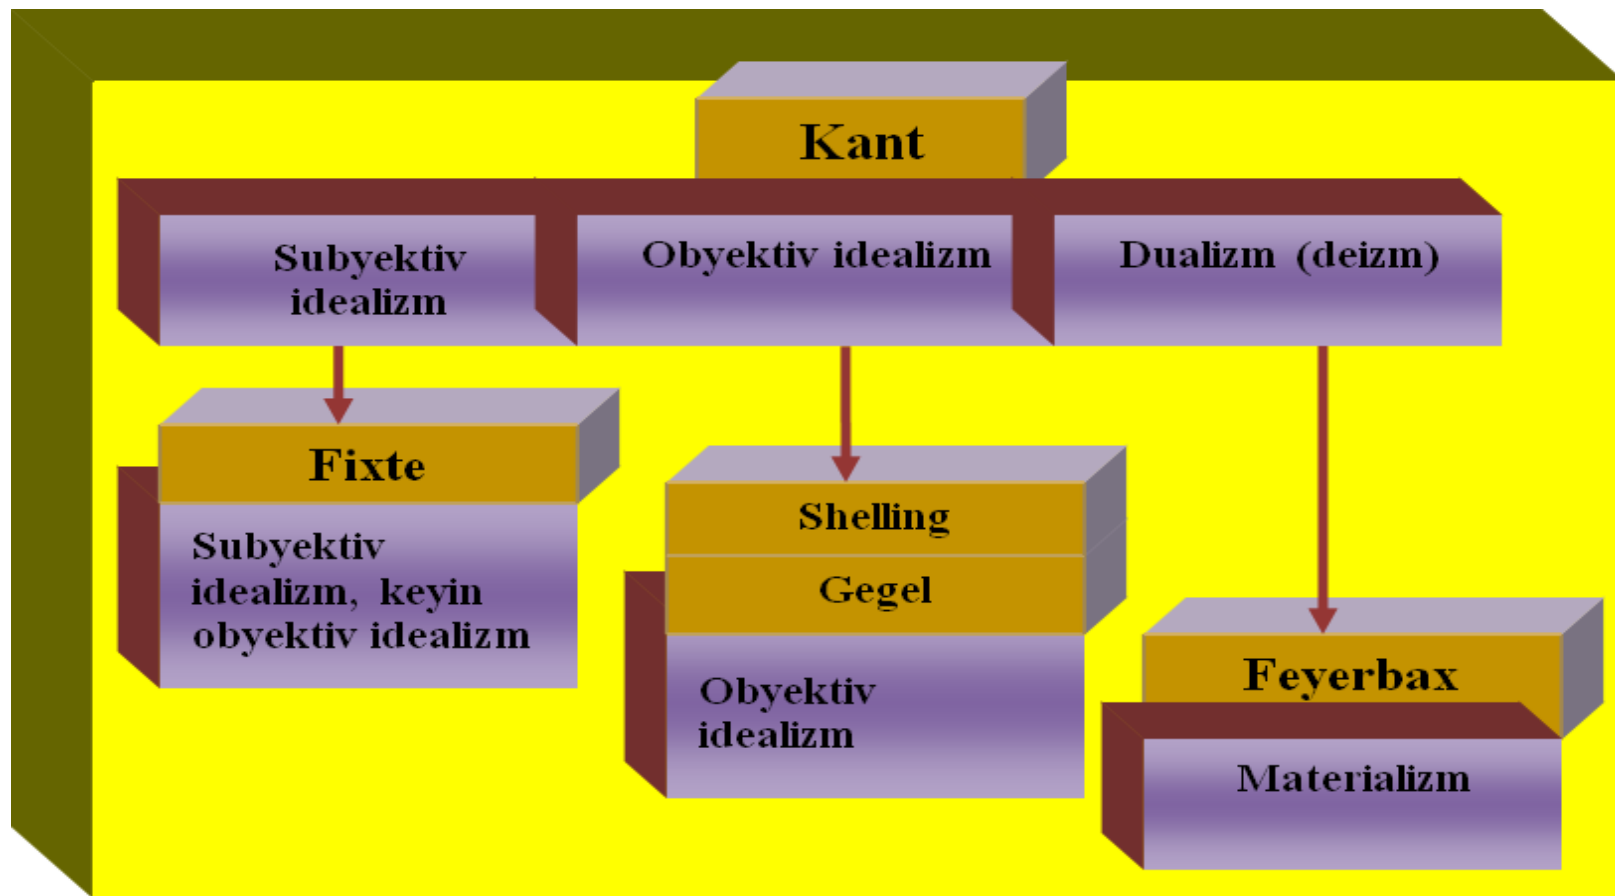 Kant
Subyektiv
idealizm
Obyektiv idealizm
Dualizm (deizm)
Fixte
Subyektiv
idealizm, keyin
obyektiv idealizm
Shelling
Gegel
Obyektiv
idealizm
Feyerbax
Materializm